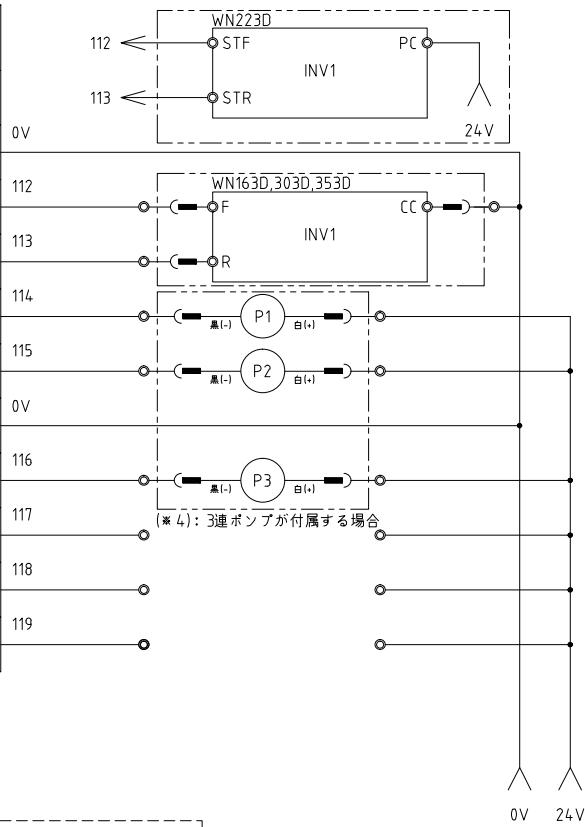 WN223D
112
STF
PC
INV1
113
STR
24V
0V
WN163D,303D,353D
112
F
CC
INV1
113
R
114
P1
黒(-)
白(+)
115
P2
黒(-)
白(+)
0V
116
P3
黒(-)
白(+)
117
(※4): 3連ポンプが付属する場合
118
119
0V
24V